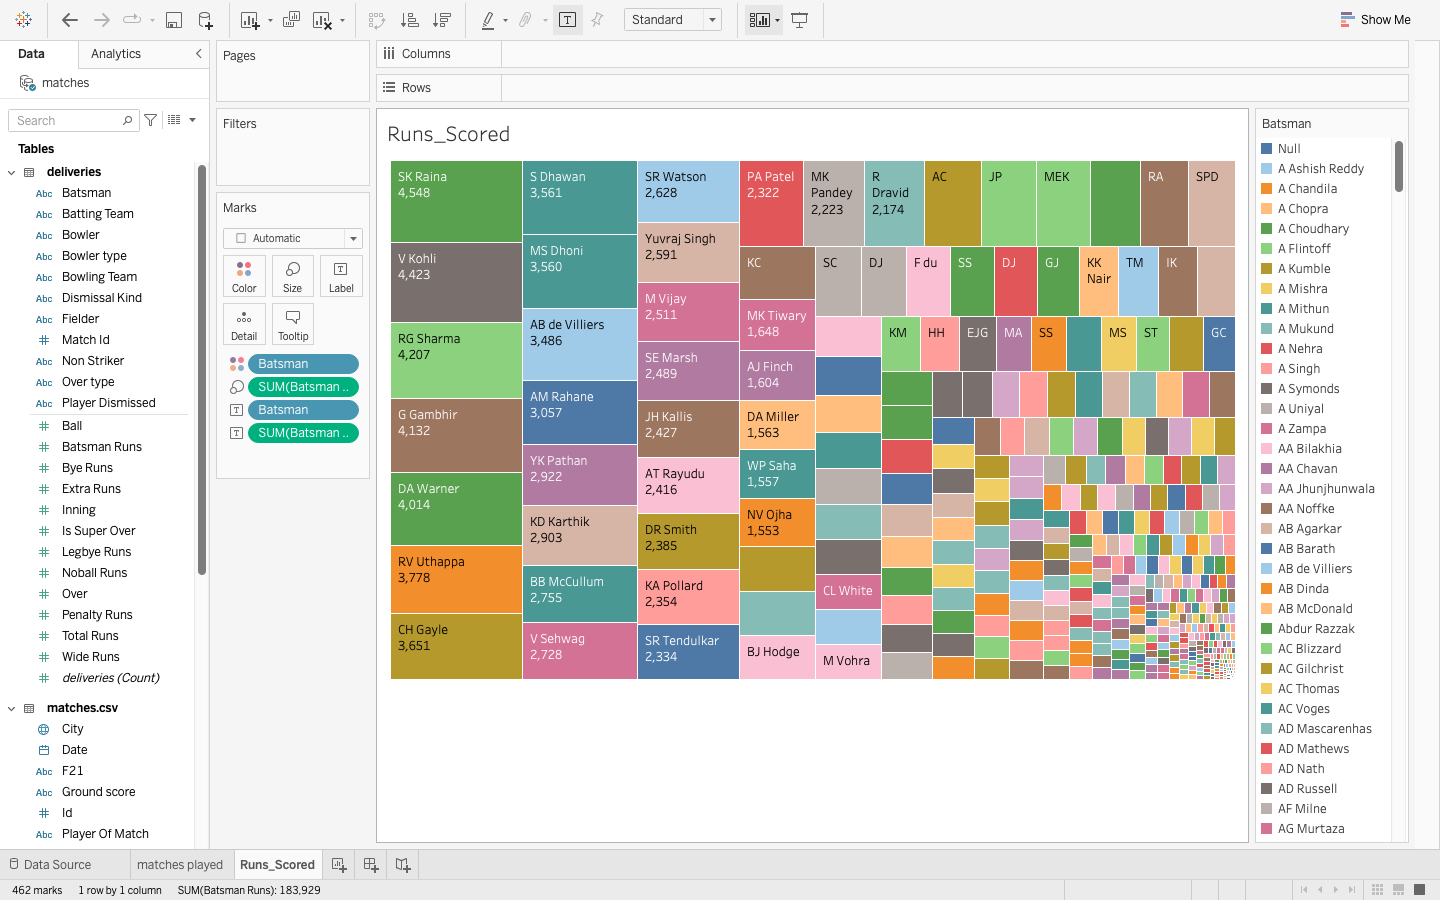 Standard
Show Me
Data
Analytics
matches
Search
Tables
deliveries
Abc Batsman
Abc Batting Team
Abc Bowler
Abc Bowler type
Abc Bowling Team
Abc Dismissal Kind
Abc Fielder
Match Id
Abc Non Striker
Abc Over type
Abc Player Dismissed
Ball
Batsman Runs
Bye Runs
Extra Runs
Inning
Is Super Over
Legbye Runs
Noball Runs
Over
Penalty Runs
Total Runs
Wide Runs
deliveries (Count)
matches.csv
City
Date
Abc F21
Abc Ground score
Id
Abc Player Of Match
Pages
Filters
Marks
Automatic
Color
Size
Label
Detail
Tooltip
Batsman
SUM(Batsman ..
Batsman
SUM(Batsman ..
Columns
Rows
Runs_Scored
SK Raina
4,548
V Kohli
4,423
RG Sharma
4,207
G Gambhir
4,132
DA Warner
4,014
RV Uthappa
3,778
CH Gayle
3,651
S Dhawan
3,561
MS Dhoni
3,560
AB de Villiers
3,486
AM Rahane
3,057
YK Pathan
2,922
KD Karthik
2,903
BB McCullum
2,755
V Sehwag
2,728
SR Watson
2,628
Yuvraj Singh
2,591
M Vijay
2,511
SE Marsh
2,489
JH Kallis
2,427
AT Rayudu
2,416
DR Smith
2,385
KA Pollard
2,354
SR Tendulkar
2,334
PA Patel
2,322
MK
Pandey
2,223
R
Dravid
2,174
AC
JP
MEK
RA
SPD
KC
MK Tiwary
1,648
AJ Finch
1,604
DA Miller
1,563
WP Saha
1,557
NV Ojha
1,553
BJ Hodge
SC
DJ
F du
SS
DJ
GJ
KK
Nair
TM
IK
KM
HH
EJG
MA
SS
MS
ST
GC
CL White
M Vohra
Batsman
Null
A Ashish Reddy
A Chandila
A Chopra
A Choudhary
A Flintoff
A Kumble
A Mishra
A Mithun
A Mukund
A Nehra
A Singh
A Symonds
A Uniyal
A Zampa
AA Bilakhia
AA Chavan
AA Jhunjhunwala
AA Noffke
AB Agarkar
AB Barath
AB de Villiers
AB Dinda
AB McDonald
Abdur Razzak
AC Blizzard
AC Gilchrist
AC Thomas
AC Voges
AD Mascarenhas
AD Mathews
AD Nath
AD Russell
AF Milne
AG Murtaza
Data Source
matches played
Runs_Scored
462 marks
1 row by 1 column
SUM(Batsman Runs): 183,929